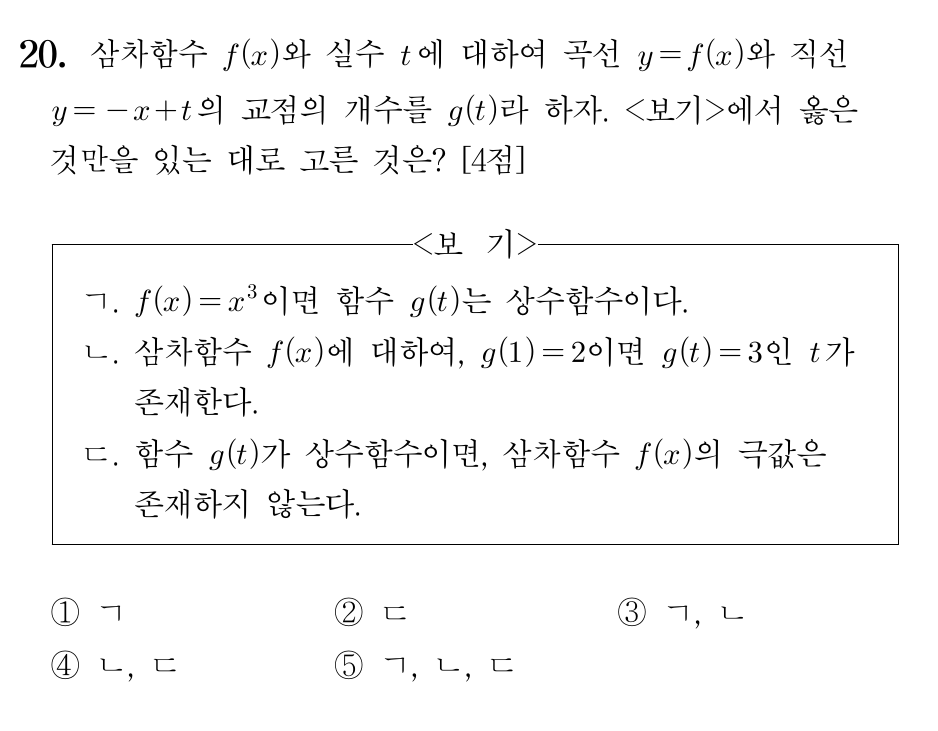 20. 삼차함수 f(x)와 실수 t에 대하여 곡선 y=f(x)와 직선
y=-x+t의 교점의 개수를 g(t)라 하자. <보기>에서 옳은
것만을 있는 대로 고른 것은? [4점]
<보 기>
ㄱ. f(x)=x³이면 함수 g(t)는 상수함수이다.
ㄴ. 삼차함수 f(x)에 대하여, g(1)=2이면 g(t)=3인 t가
존재한다.
ㄷ. 함수 g(t)가 상수함수이면, 삼차함수 f(x)의 극값은
존재하지 않는다.
① ㄱ ② ㄷ ③ ㄱ, ㄴ
④ ㄴ, ㄷ ⑤ ㄱ, ㄴ, ㄷ